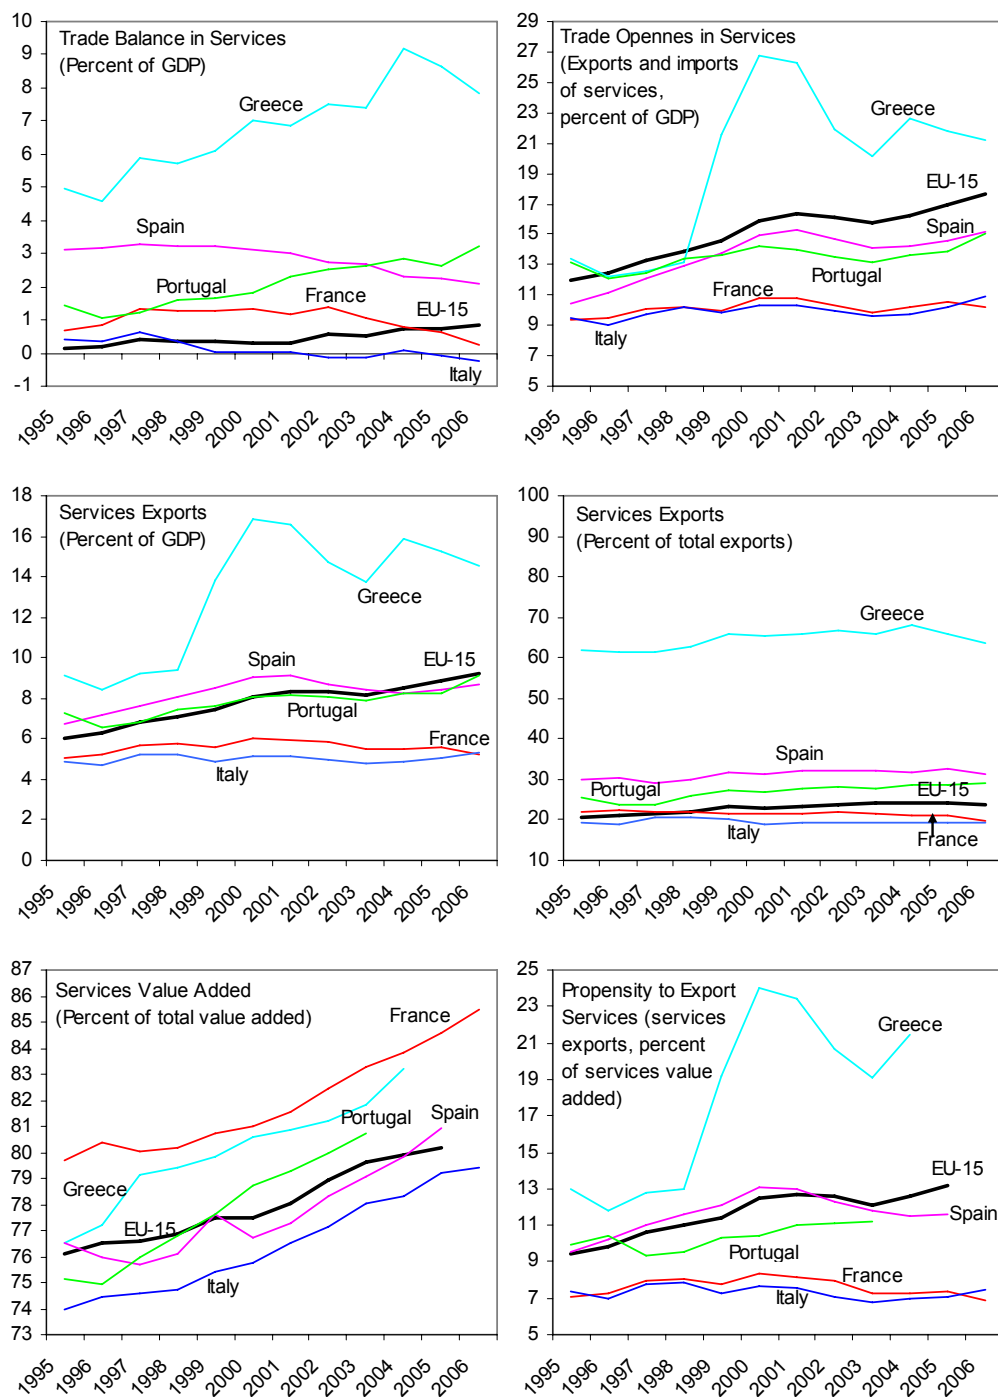 Trade Balance in Services
(Percent of GDP)
10
9
8
7
6
5
4
3
2
1
0
-1
Greece
Spain
Portugal
France
EU-15
Italy
1995
1996
1997
1998
1999
2000
2001
2002
2003
2004
2005
2006
Trade Opennes in Services
(Exports and imports
of services,
percent of GDP)
29
27
25
23
21
19
17
15
13
11
9
7
5
Greece
EU-15
Spain
Portugal
France
Italy
1995
1996
1997
1998
1999
2000
2001
2002
2003
2004
2005
2006
Services Exports
(Percent of GDP)
18
16
14
12
10
8
6
4
2
0
Greece
EU-15
Spain
Portugal
France
Italy
1995
1996
1997
1998
1999
2000
2001
2002
2003
2004
2005
2006
Services Exports
(Percent of total exports)
100
90
80
70
60
50
40
30
20
10
Greece
Spain
Portugal
EU-15
Italy
France
1995
1996
1997
1998
1999
2000
2001
2002
2003
2004
2005
2006
Services Value Added
(Percent of total value added)
87
86
85
84
83
82
81
80
79
78
77
76
75
74
73
France
Portugal
Spain
Greece
EU-15
Italy
1995
1996
1997
1998
1999
2000
2001
2002
2003
2004
2005
2006
Propensity to Export
Services (services
exports, percent
of services value
added)
25
23
21
19
17
15
13
11
9
7
5
Greece
EU-15
Spain
Portugal
France
Italy
1995
1996
1997
1998
1999
2000
2001
2002
2003
2004
2005
2006